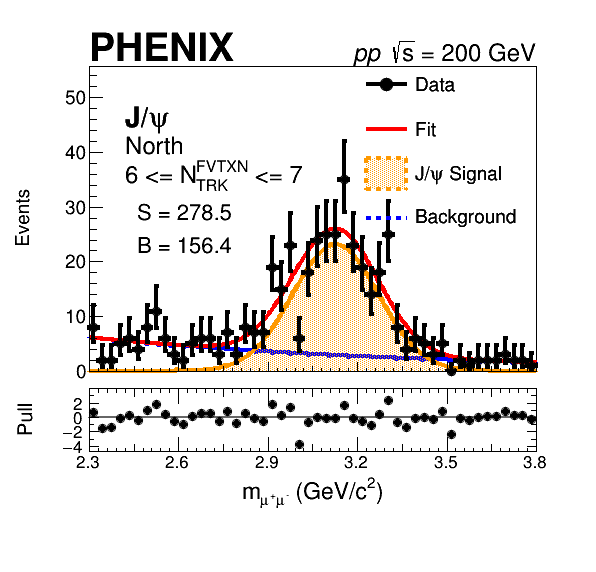 PHENIX pp √s = 200 GeV
Data
Fit
J/ψ Signal
Background
J/ψ
North
6 <= N_TRK^FVTXN <= 7
S = 278.5
B = 156.4
Events
50
40
30
20
10
0
Pull
2
0
−2
−4
2.3 2.6 2.9 3.2 3.5 3.8
m_μ⁺μ⁻ (GeV/c²)